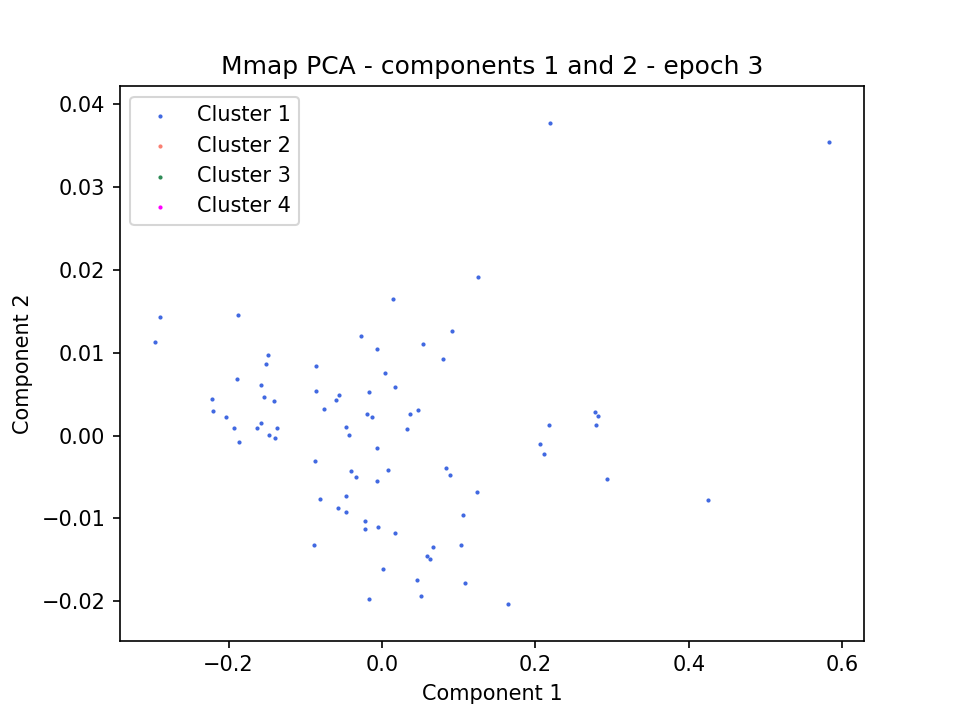 Mmap PCA - components 1 and 2 - epoch 3
Cluster 1
Cluster 2
Cluster 3
Cluster 4
0.04
0.03
0.02
0.01
0.00
−0.01
−0.02
Component 2
−0.2
0.0
0.2
0.4
0.6
Component 1